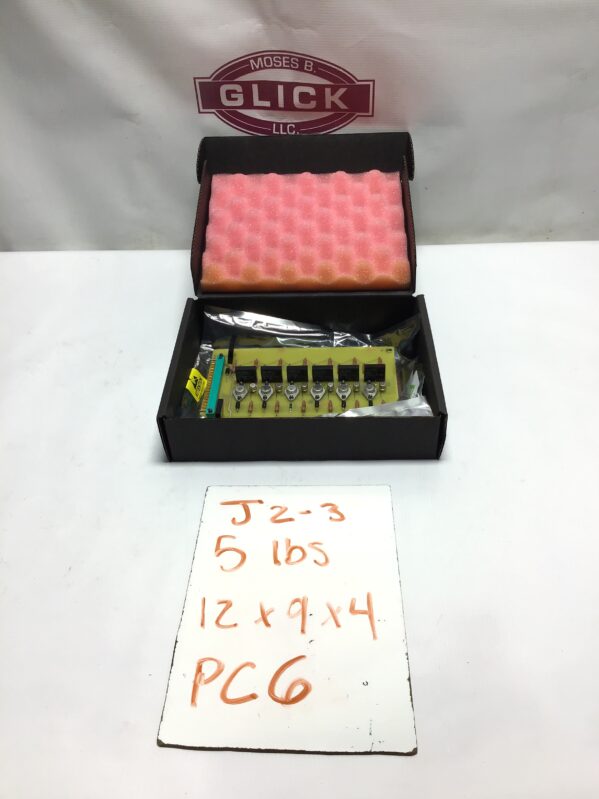 MOSES B.
GLICK
LLC.
J2-3
5 lbs
12 x 9 x 4
PC6